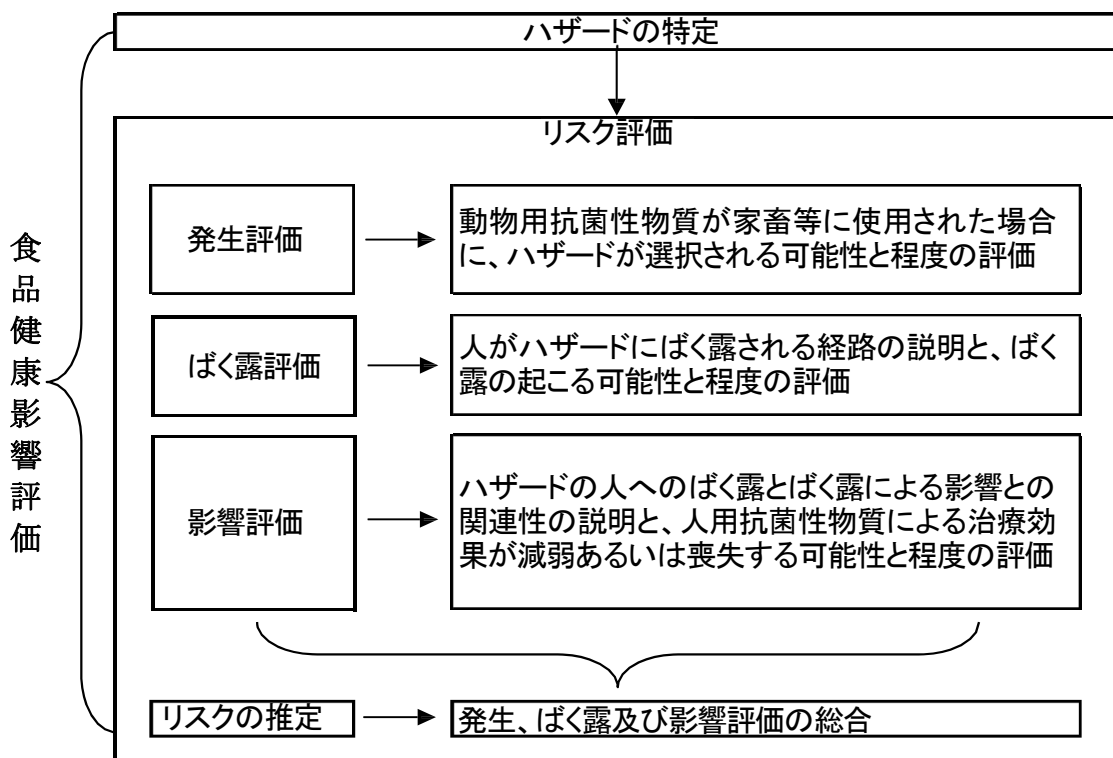 ハザードの特定
リスク評価
食品健康影響評価
発生評価
動物用抗菌性物質が家畜等に使用された場合
に、ハザードが選択される可能性と程度の評価
ばく露評価
人がハザードにばく露される経路の説明と、ばく
露の起こる可能性と程度の評価
影響評価
ハザードの人へのばく露とばく露による影響との
関連性の説明と、人用抗菌性物質による治療効
果が減弱あるいは喪失する可能性と程度の評価
リスクの推定
発生、ばく露及び影響評価の総合